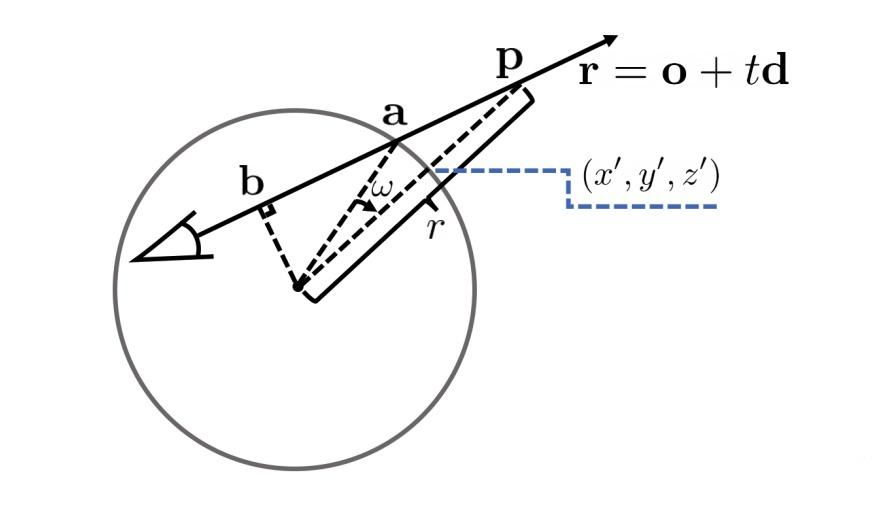 p
r = o + td
a
b
ω
(x′, y′, z′)
r